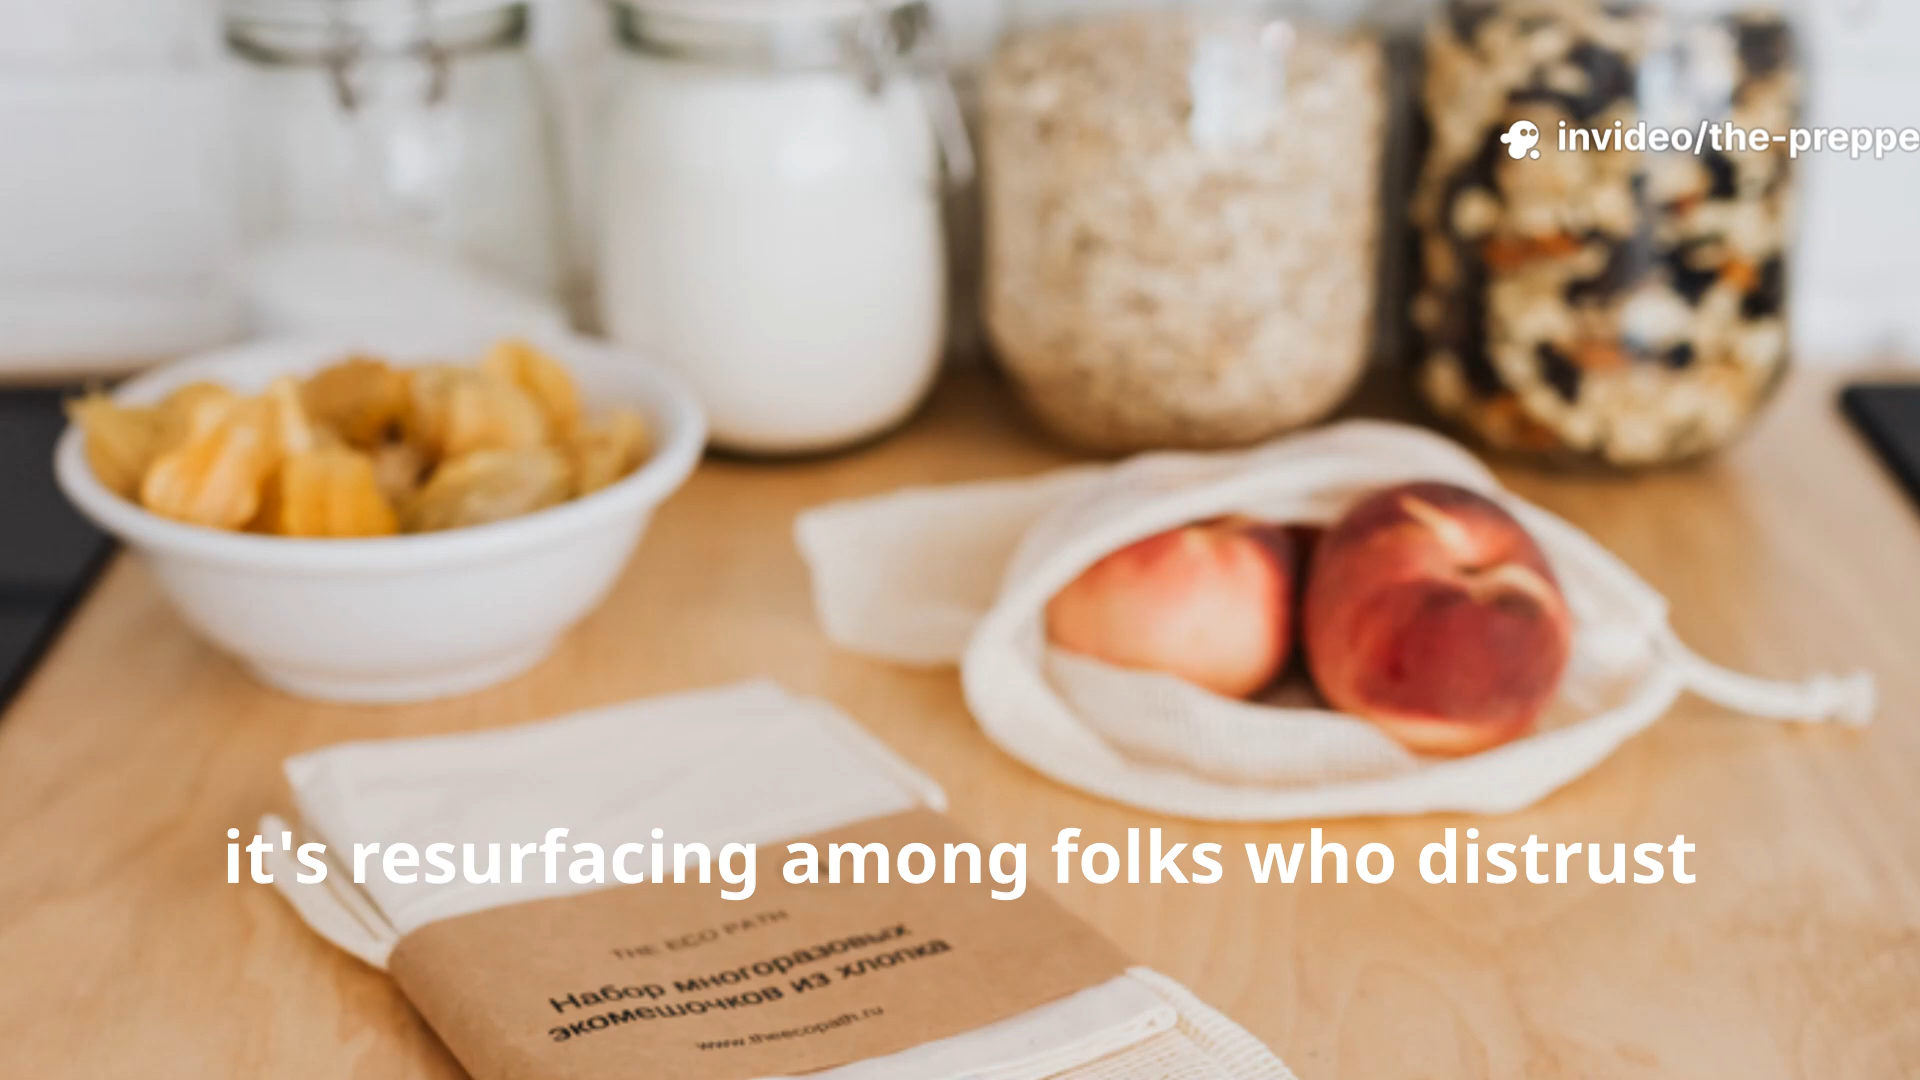 invideo/the-preppe
it's resurfacing among folks who distrust
THE ECO PATH
Набор многоразовых
экомешочков из хлопка
www.theecopath.ru